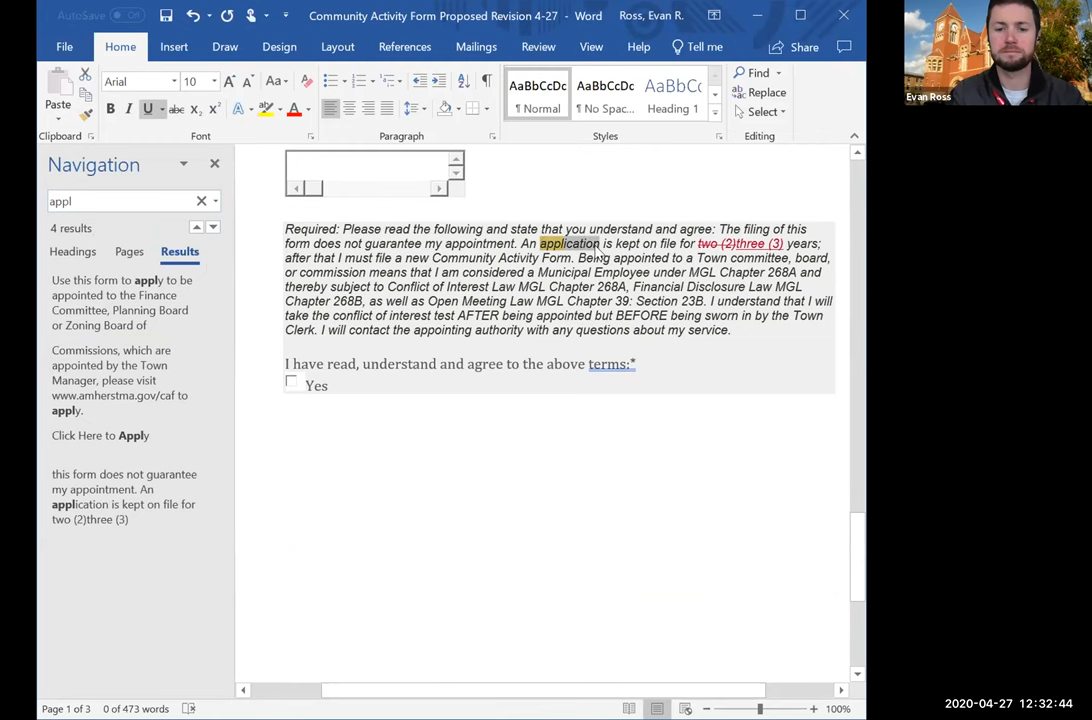 AutoSave Off
Community Activity Form Proposed Revision 4-27 - Word
Ross, Evan R.
File Home Insert Draw Design Layout References Mailings Review View Help Tell me Share
Paste
Arial 10
Aa
B I U abc X₂ X² A A
Clipboard Font Paragraph Styles Editing
AaBbCcDc AaBbCcDc AaBbCc
¶ Normal ¶ No Spac... Heading 1
Find
Replace
Select
Evan Ross
Navigation
appl
4 results
Headings Pages Results
Use this form to apply to be
appointed to the Finance
Committee, Planning Board
or Zoning Board of
Commissions, which are
appointed by the Town
Manager, please visit
www.amherstma.gov/caf to
apply.
Click Here to Apply
this form does not guarantee
my appointment. An
application is kept on file for
two (2)three (3)
Required: Please read the following and state that you understand and agree: The filing of this
form does not guarantee my appointment. An application is kept on file for two (2)three (3) years;
after that I must file a new Community Activity Form. Being appointed to a Town committee, board,
or commission means that I am considered a Municipal Employee under MGL Chapter 268A and
thereby subject to Conflict of Interest Law MGL Chapter 268A, Financial Disclosure Law MGL
Chapter 268B, as well as Open Meeting Law MGL Chapter 39: Section 23B. I understand that I will
take the conflict of interest test AFTER being appointed but BEFORE being sworn in by the Town
Clerk. I will contact the appointing authority with any questions about my service.
I have read, understand and agree to the above terms:*
Yes
Page 1 of 3 0 of 473 words
100%
2020-04-27 12:32:44